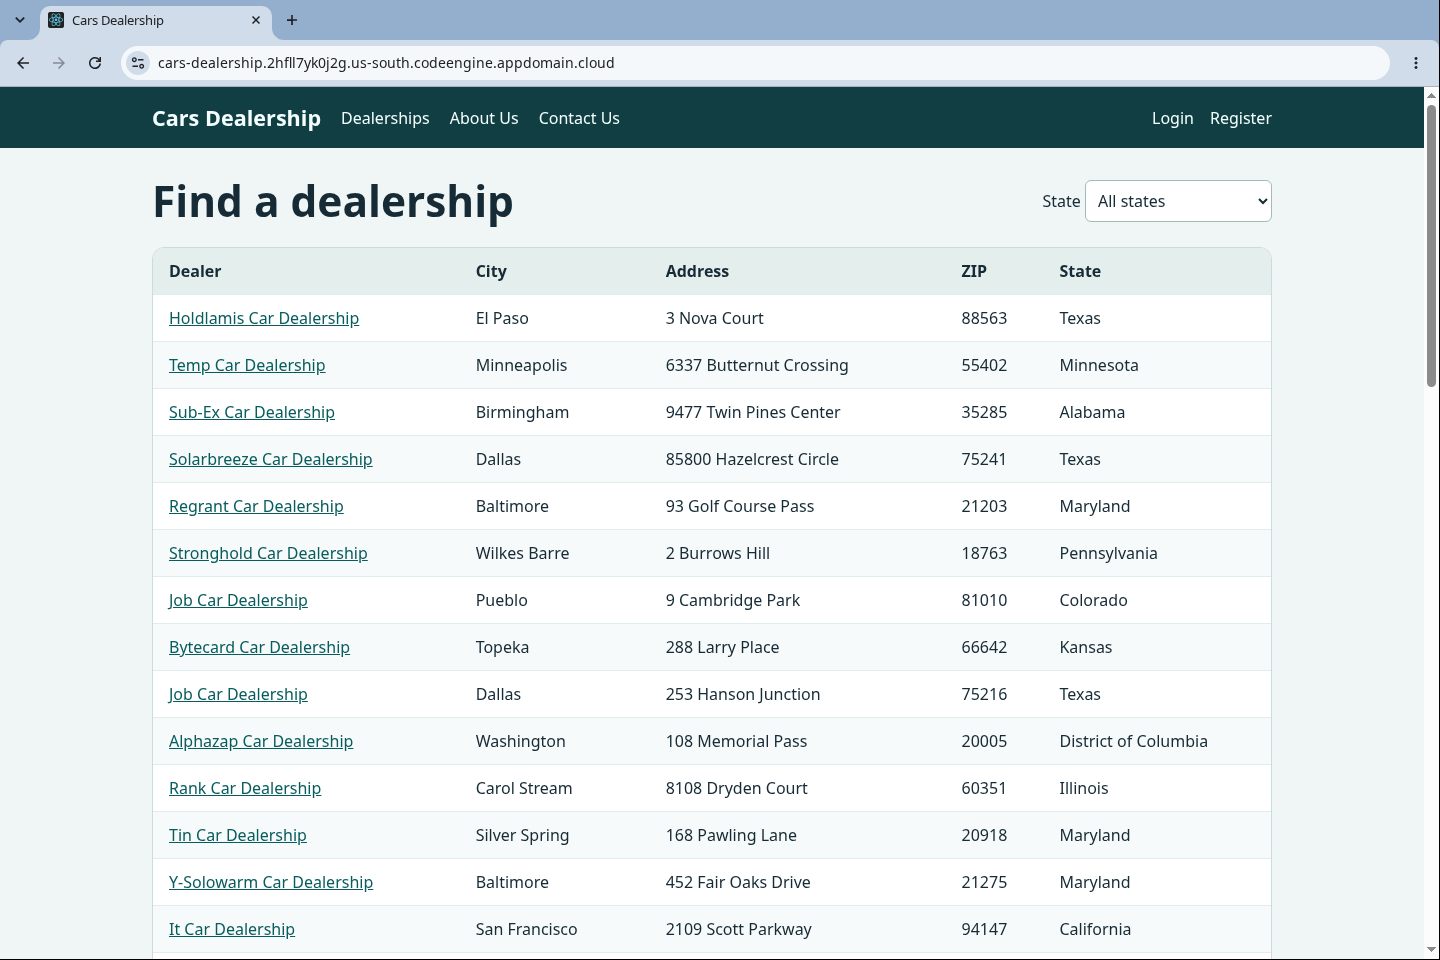 Cars Dealership
cars-dealership.2hfll7yk0j2g.us-south.codeengine.appdomain.cloud
Cars Dealership Dealerships About Us Contact Us Login Register
Find a dealership State All states
Dealer City Address ZIP State
Holdlamis Car Dealership El Paso 3 Nova Court 88563 Texas
Temp Car Dealership Minneapolis 6337 Butternut Crossing 55402 Minnesota
Sub-Ex Car Dealership Birmingham 9477 Twin Pines Center 35285 Alabama
Solarbreeze Car Dealership Dallas 85800 Hazelcrest Circle 75241 Texas
Regrant Car Dealership Baltimore 93 Golf Course Pass 21203 Maryland
Stronghold Car Dealership Wilkes Barre 2 Burrows Hill 18763 Pennsylvania
Job Car Dealership Pueblo 9 Cambridge Park 81010 Colorado
Bytecard Car Dealership Topeka 288 Larry Place 66642 Kansas
Job Car Dealership Dallas 253 Hanson Junction 75216 Texas
Alphazap Car Dealership Washington 108 Memorial Pass 20005 District of Columbia
Rank Car Dealership Carol Stream 8108 Dryden Court 60351 Illinois
Tin Car Dealership Silver Spring 168 Pawling Lane 20918 Maryland
Y-Solowarm Car Dealership Baltimore 452 Fair Oaks Drive 21275 Maryland
It Car Dealership San Francisco 2109 Scott Parkway 94147 California